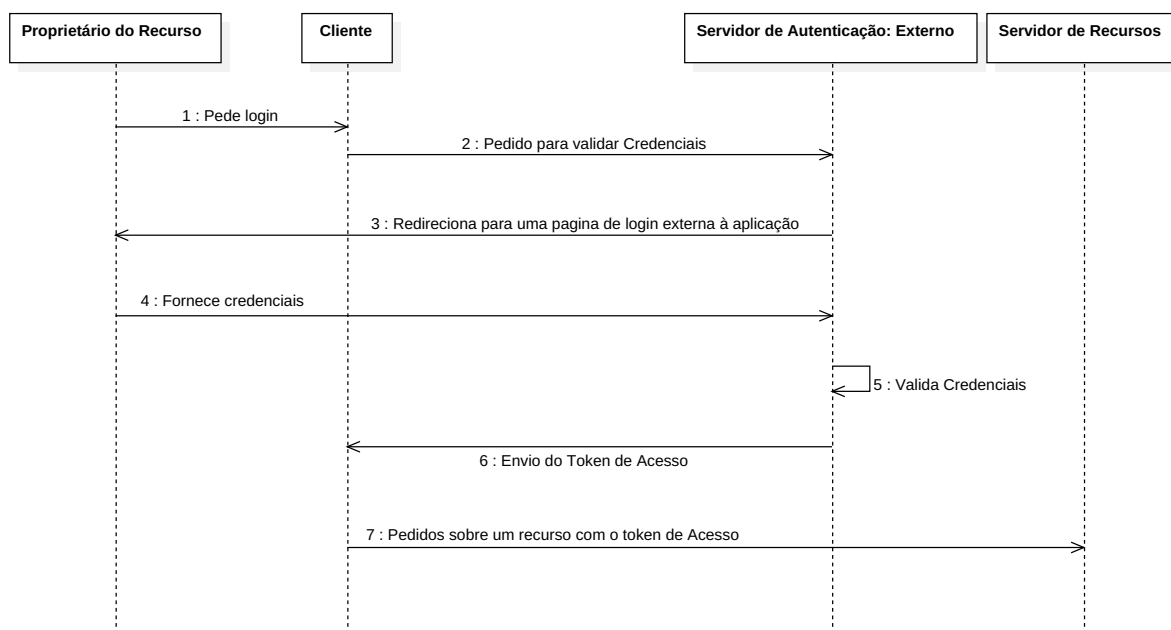 Proprietário do Recurso
Cliente
Servidor de Autenticação: Externo
Servidor de Recursos
1 : Pede login
2 : Pedido para validar Credenciais
3 : Redireciona para uma pagina de login externa à aplicação
4 : Fornece credenciais
5 : Valida Credenciais
6 : Envio do Token de Acesso
7 : Pedidos sobre um recurso com o token de Acesso